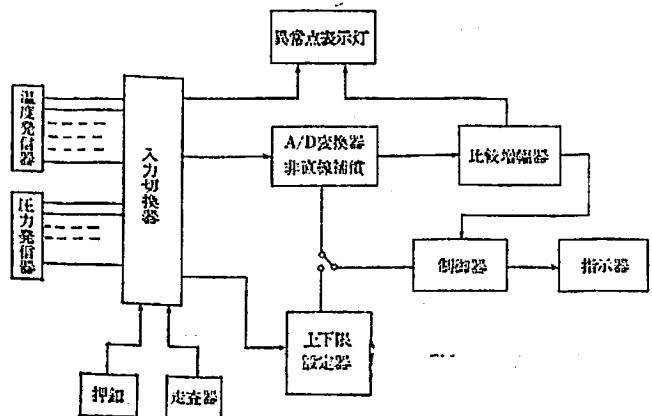 異常点表示灯
温度発信器
入力切換器
A/D変換器
非直線補償
比較増幅器
圧力発信器
制御器
指示器
上下限
設定器
押釦
走査器